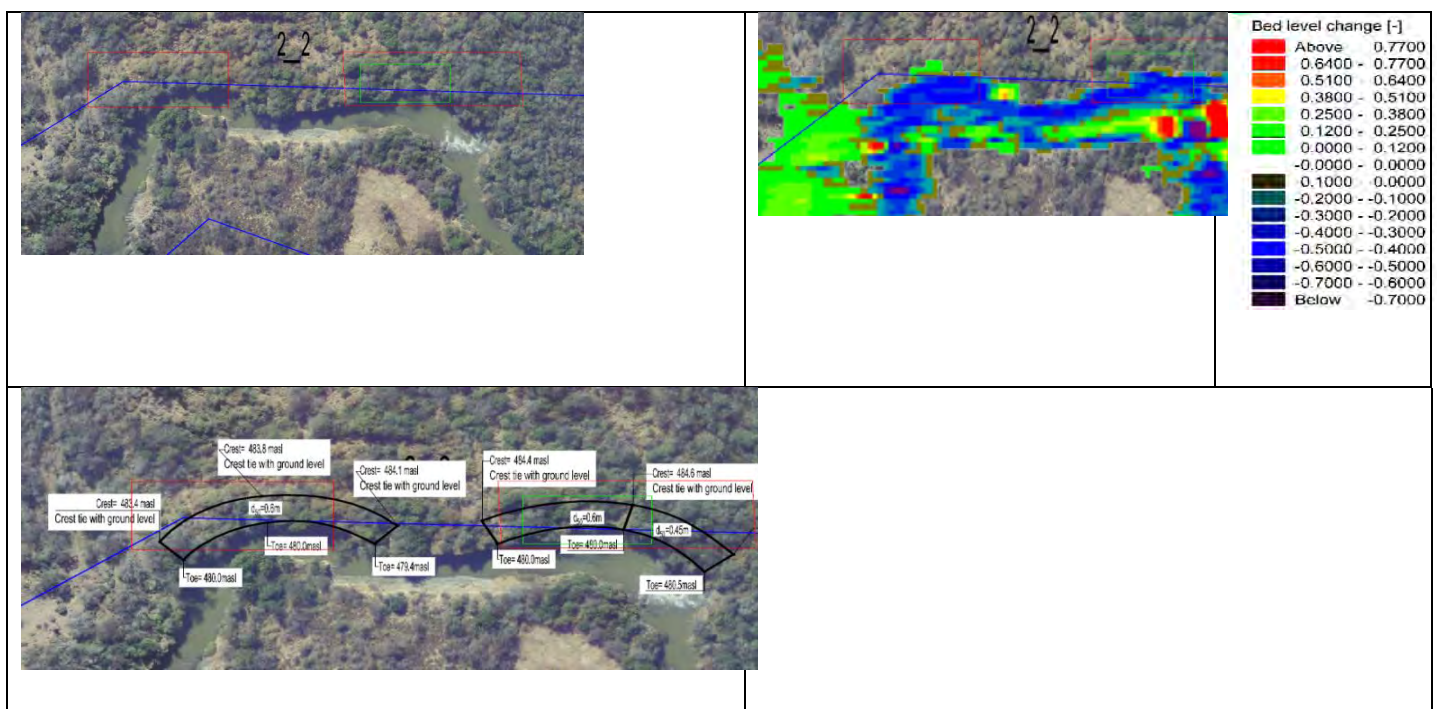 2_2
2_2
Bed level change [-]
Above 0.7700
0.6400 - 0.7700
0.5100 - 0.6400
0.3800 - 0.5100
0.2500 - 0.3800
0.1200 - 0.2500
0.0000 - 0.1200
-0.0000 - 0.0000
0.1000 - 0.0000
-0.2000 - -0.1000
-0.3000 - -0.2000
-0.4000 - -0.3000
-0.5000 - -0.4000
-0.6000 - -0.5000
-0.7000 - -0.6000
Below -0.7000
Crest= 483.8 masl
Crest tie with ground level
Crest= 484.1 masl
Crest tie with ground level
Crest= 484.4 masl
Crest tie with ground level
Crest= 484.6 masl
Crest tie with ground level
Crest= 483.4 masl
Crest tie with ground level
d50=0.6m
d50=0.45m
Toe= 480.0masl
Toe= 479.4masl
Toe= 480.0masl
Toe= 480.0masl
Toe= 480.0masl
Toe= 480.5masl